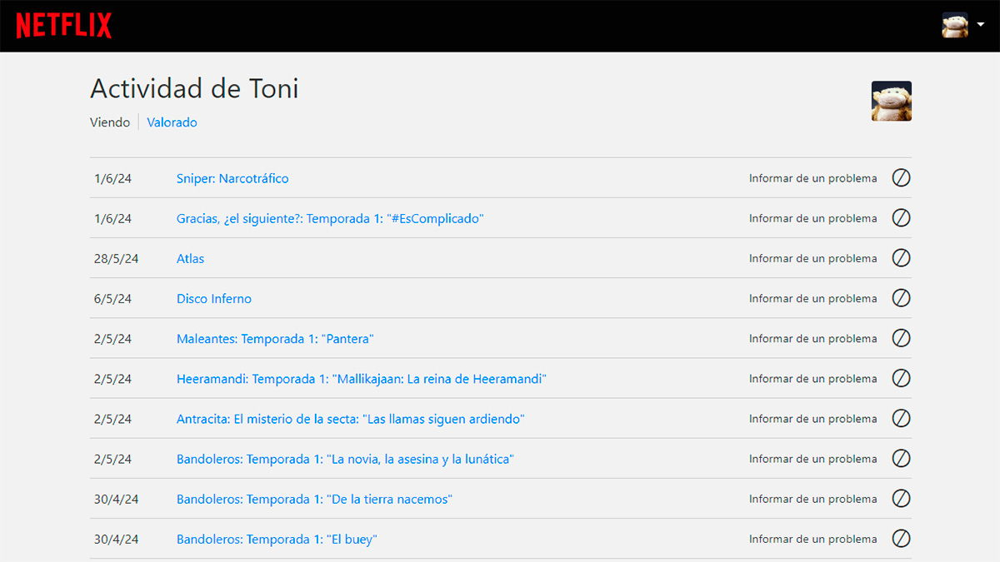 NETFLIX
Actividad de Toni
Viendo Valorado
1/6/24 Sniper: Narcotráfico Informar de un problema
1/6/24 Gracias, ¿el siguiente?: Temporada 1: "#EsComplicado" Informar de un problema
28/5/24 Atlas Informar de un problema
6/5/24 Disco Inferno Informar de un problema
2/5/24 Maleantes: Temporada 1: "Pantera" Informar de un problema
2/5/24 Heeramandi: Temporada 1: "Mallikajaan: La reina de Heeramandi" Informar de un problema
2/5/24 Antracita: El misterio de la secta: "Las llamas siguen ardiendo" Informar de un problema
2/5/24 Bandoleros: Temporada 1: "La novia, la asesina y la lunática" Informar de un problema
30/4/24 Bandoleros: Temporada 1: "De la tierra nacemos" Informar de un problema
30/4/24 Bandoleros: Temporada 1: "El buey" Informar de un problema